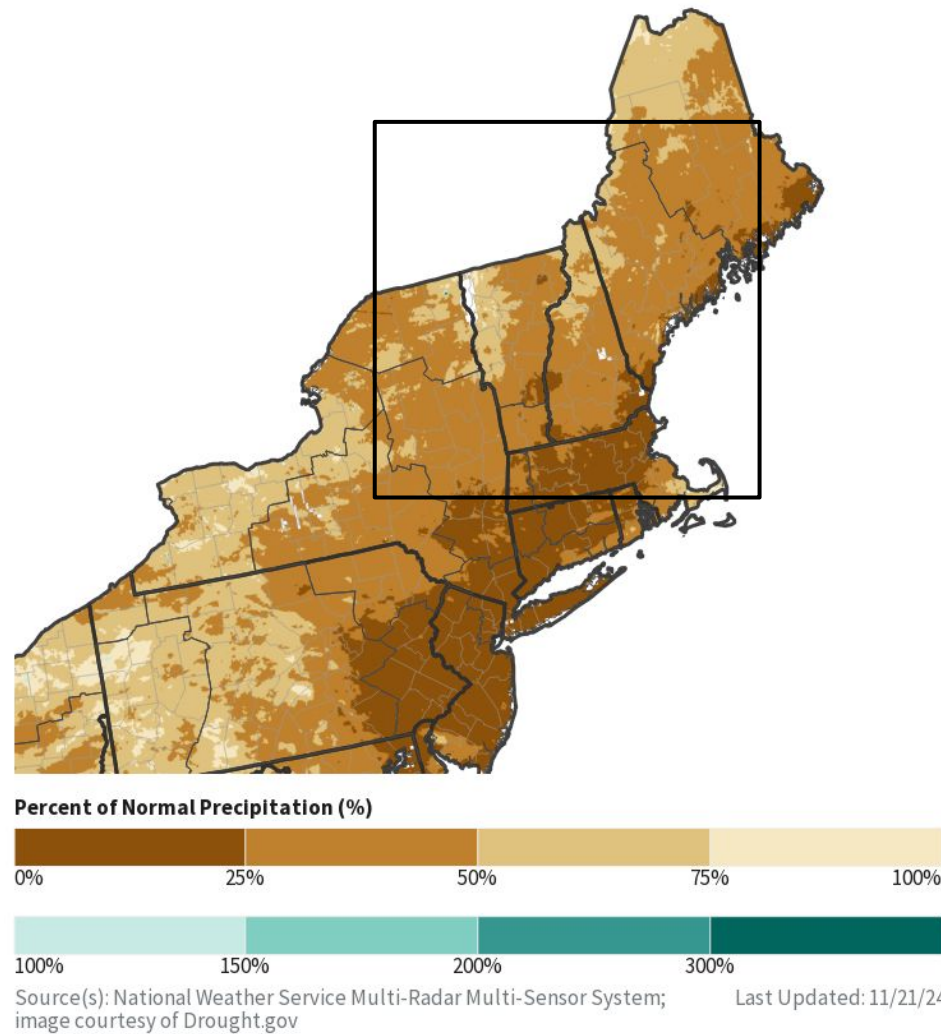 Percent of Normal Precipitation (%)
0% 25% 50% 75% 100%
100% 150% 200% 300%
Source(s): National Weather Service Multi-Radar Multi-Sensor System; Last Updated: 11/21/24
image courtesy of Drought.gov